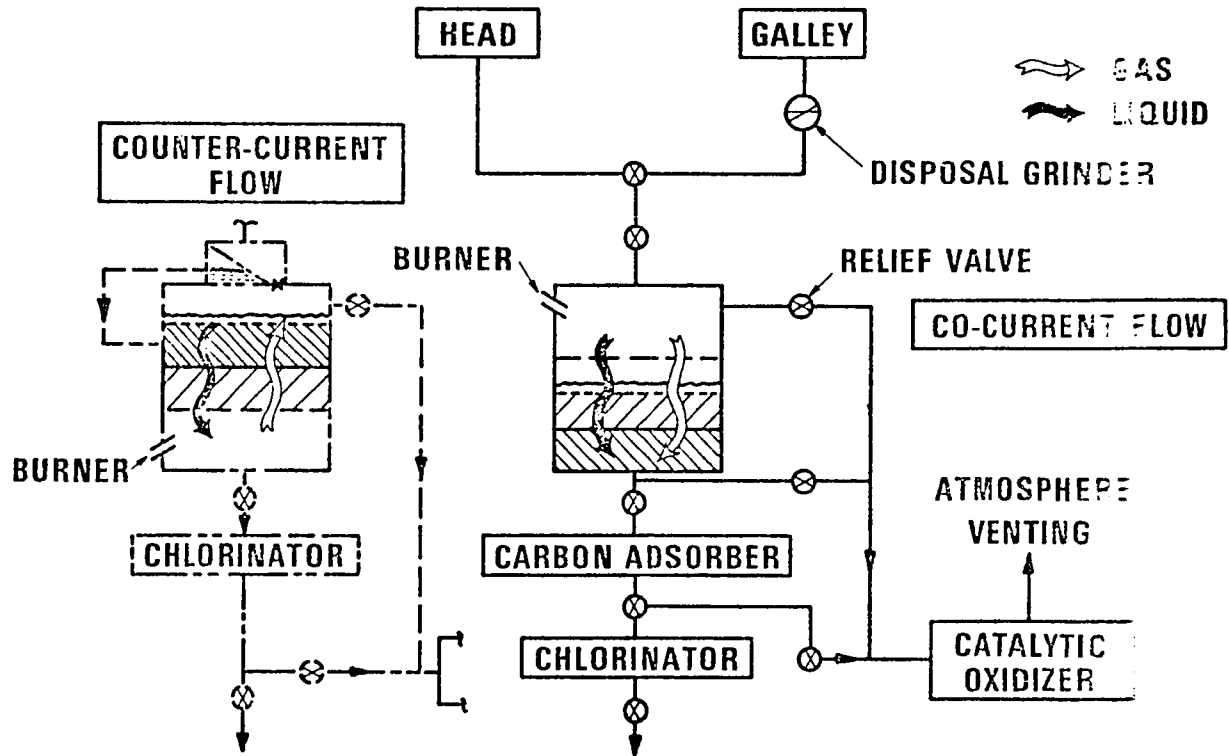 HEAD
GALLEY
GAS
LIQUID
COUNTER-CURRENT
FLOW
DISPOSAL GRINDER
BURNER
RELIEF VALVE
CO-CURRENT FLOW
BURNER
ATMOSPHERE
VENTING
CHLORINATOR
CARBON ADSORBER
CHLORINATOR
CATALYTIC
OXIDIZER